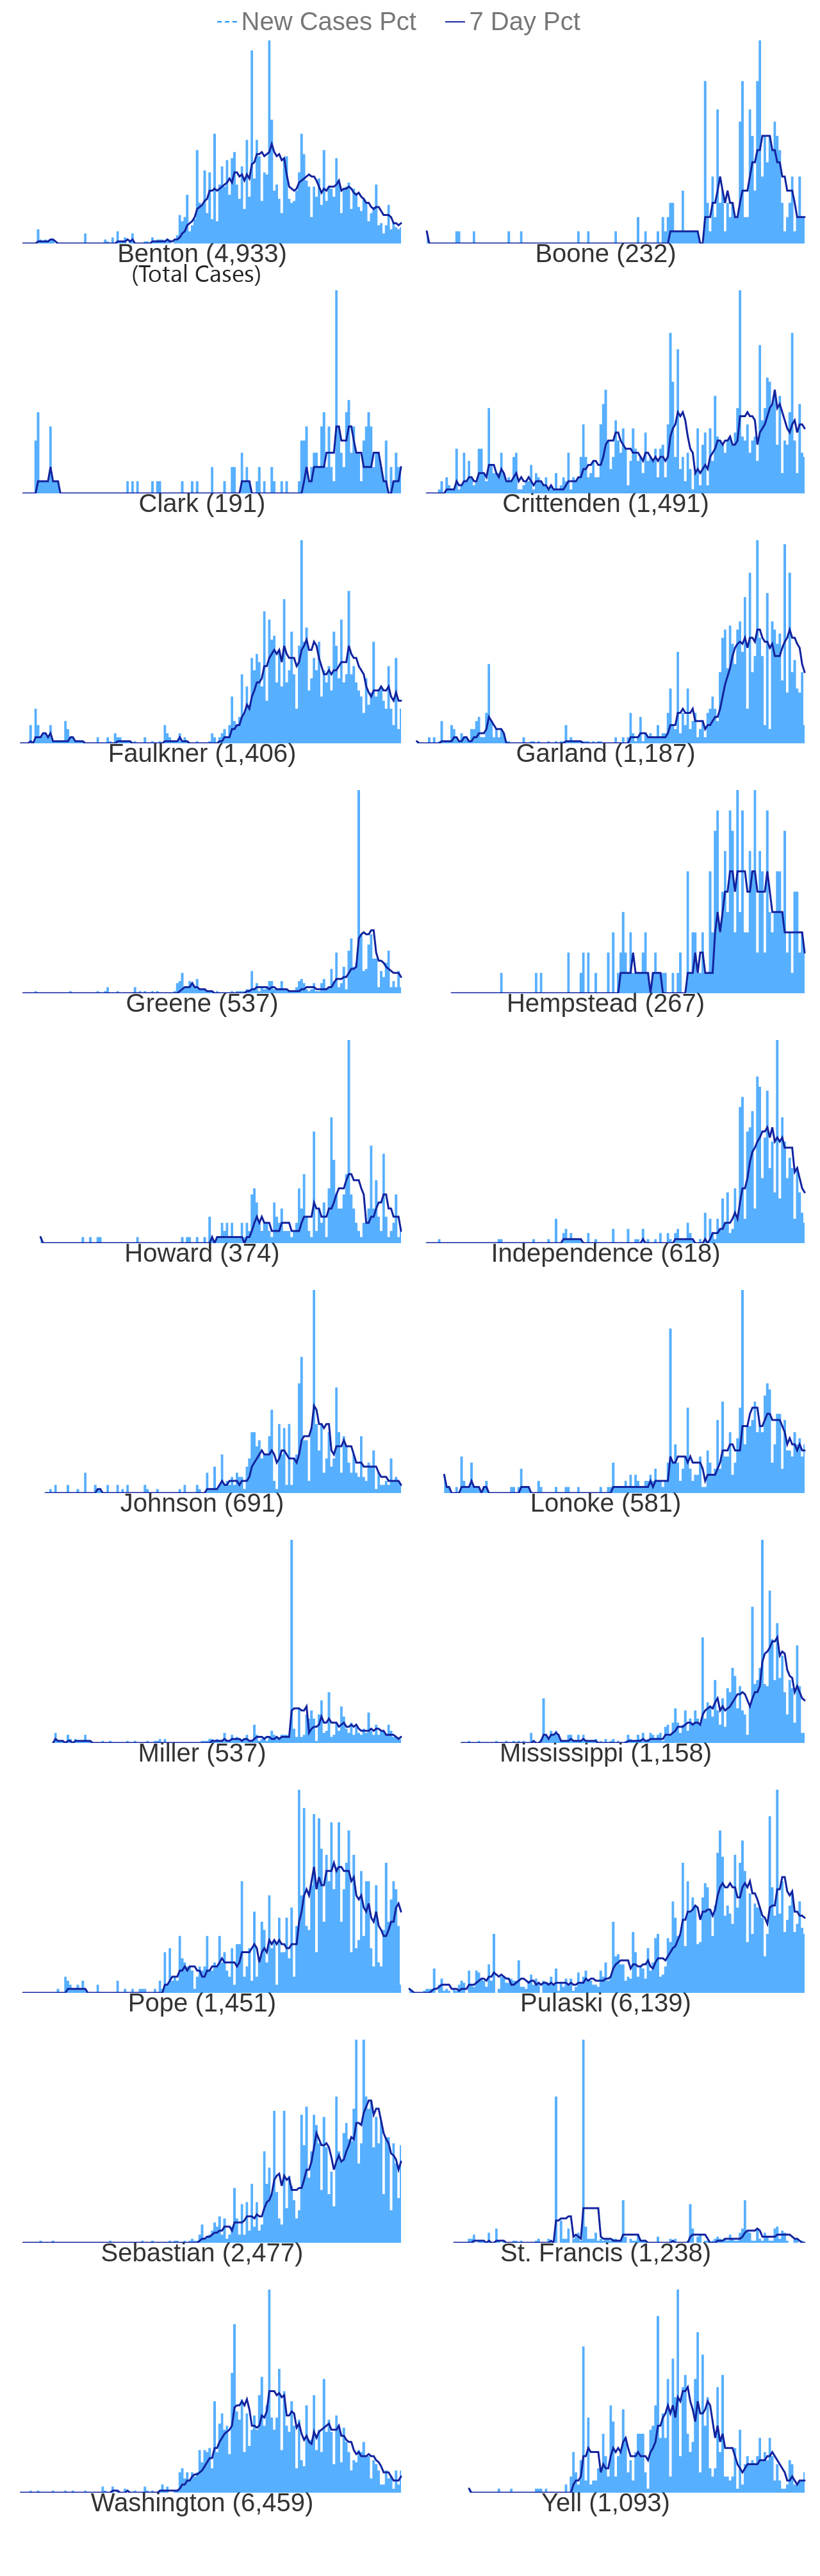 New Cases Pct 7 Day Pct
Benton (4,933) Boone (232)
(Total Cases)
Clark (191) Crittenden (1,491)
Faulkner (1,406) Garland (1,187)
Greene (537) Hempstead (267)
Howard (374) Independence (618)
Johnson (691) Lonoke (581)
Miller (537) Mississippi (1,158)
Pope (1,451) Pulaski (6,139)
Sebastian (2,477) St. Francis (1,238)
Washington (6,459) Yell (1,093)